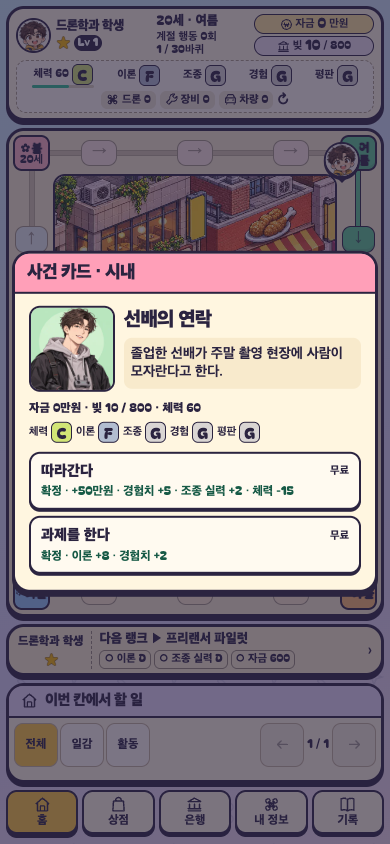 드론학과 학생
Lv 1
20세 · 여름
계절 행동 0회
1 / 30바퀴
자금 0 만원
빚 10 / 800
체력 60 C
이론 F
조종 G
경험 G
평판 G
드론 0
장비 0
차량 0
봄
20세
여름
사건 카드 · 시내
선배의 연락
졸업한 선배가 주말 촬영 현장에 사람이
모자란다고 한다.
자금 0만원 · 빚 10 / 800 · 체력 60
체력 C 이론 F 조종 G 경험 G 평판 G
따라간다
무료
확정 · +50만원 · 경험치 +5 · 조종 실력 +2 · 체력 -15
과제를 한다
무료
확정 · 이론 +8 · 경험치 +2
드론학과 학생
다음 랭크 ▶ 프리랜서 파일럿
이론 D
조종 실력 D
자금 600
이번 칸에서 할 일
전체
일감
활동
← 1 / 1 →
홈
상점
은행
내 정보
기록